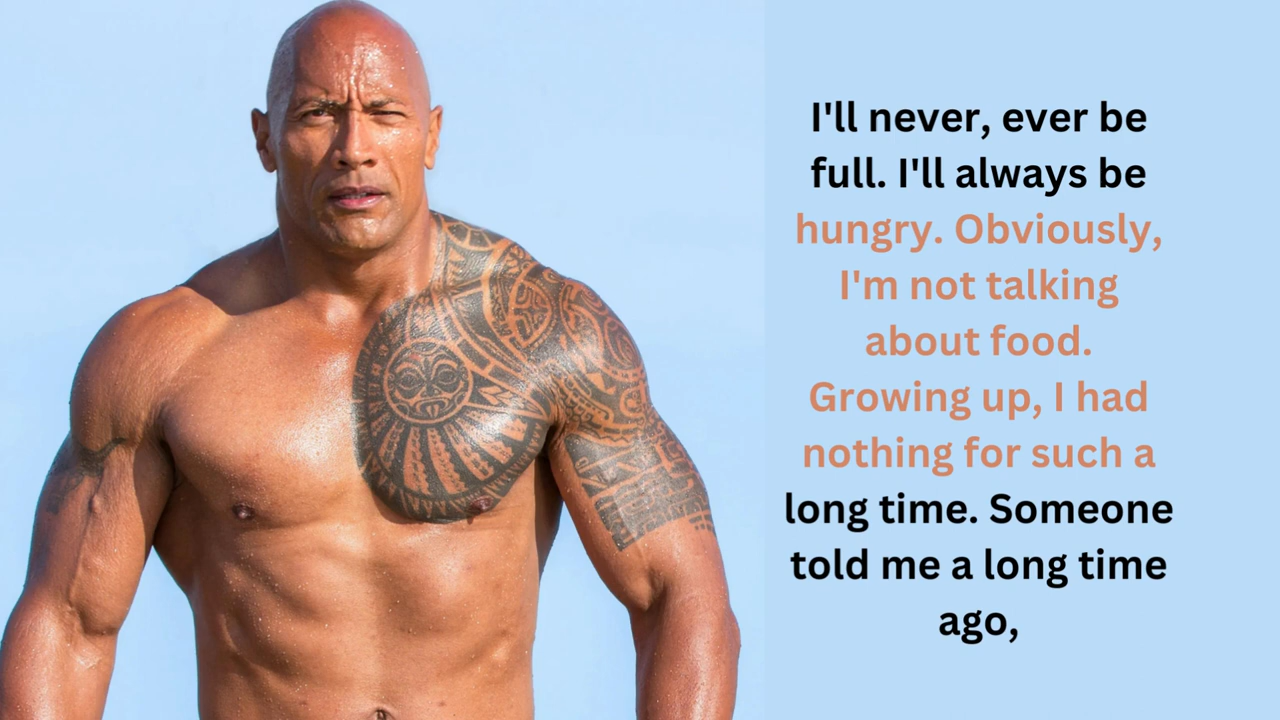 I'll never, ever be
full. I'll always be
hungry. Obviously,
I'm not talking
about food.
Growing up, I had
nothing for such a
long time. Someone
told me a long time
ago,